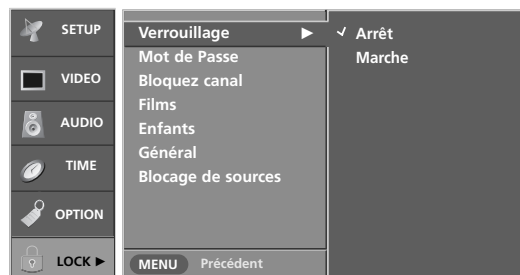 SETUP
VIDEO
AUDIO
TIME
OPTION
LOCK ►
Verrouillage ►
Mot de Passe
Bloquez canal
Films
Enfants
Général
Blocage de sources
MENU Précédent
✓ Arrêt
Marche